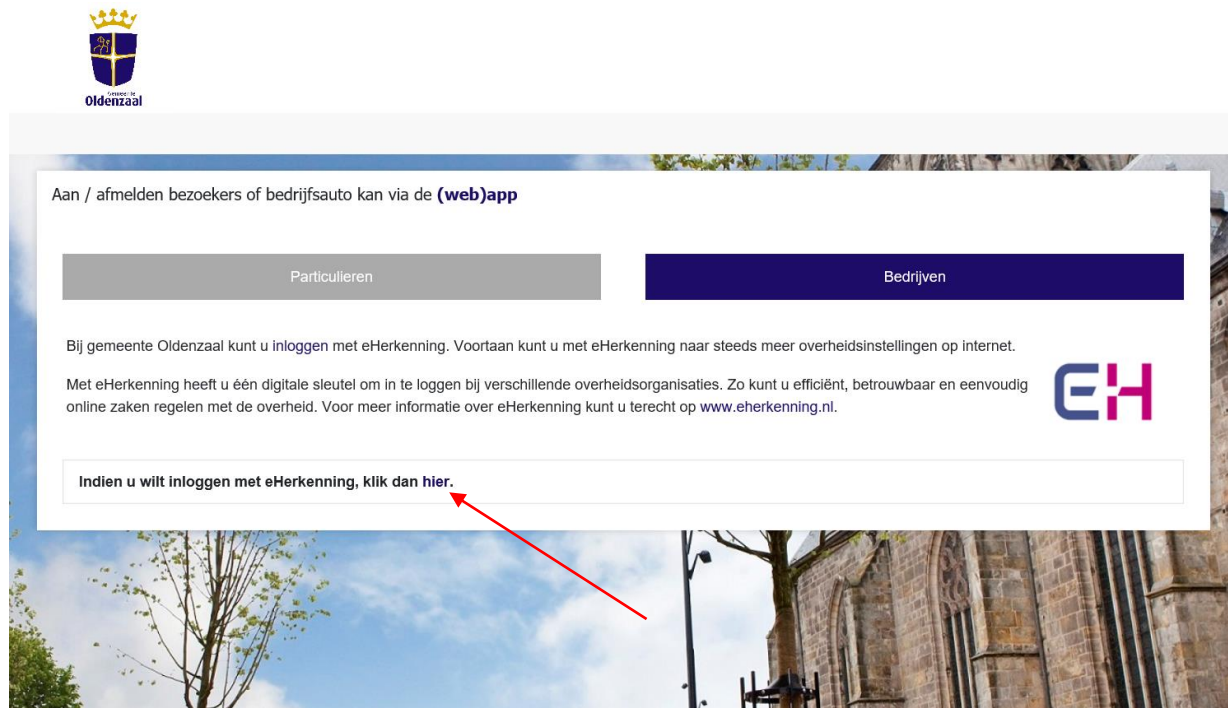 Gemeente
Oldenzaal
Aan / afmelden bezoekers of bedrijfsauto kan via de (web)app
Particulieren
Bedrijven
Bij gemeente Oldenzaal kunt u inloggen met eHerkenning. Voortaan kunt u met eHerkenning naar steeds meer overheidsinstellingen op internet.
Met eHerkenning heeft u één digitale sleutel om in te loggen bij verschillende overheidsorganisaties. Zo kunt u efficiënt, betrouwbaar en eenvoudig
online zaken regelen met de overheid. Voor meer informatie over eHerkenning kunt u terecht op www.eherkenning.nl.
EH
Indien u wilt inloggen met eHerkenning, klik dan hier.